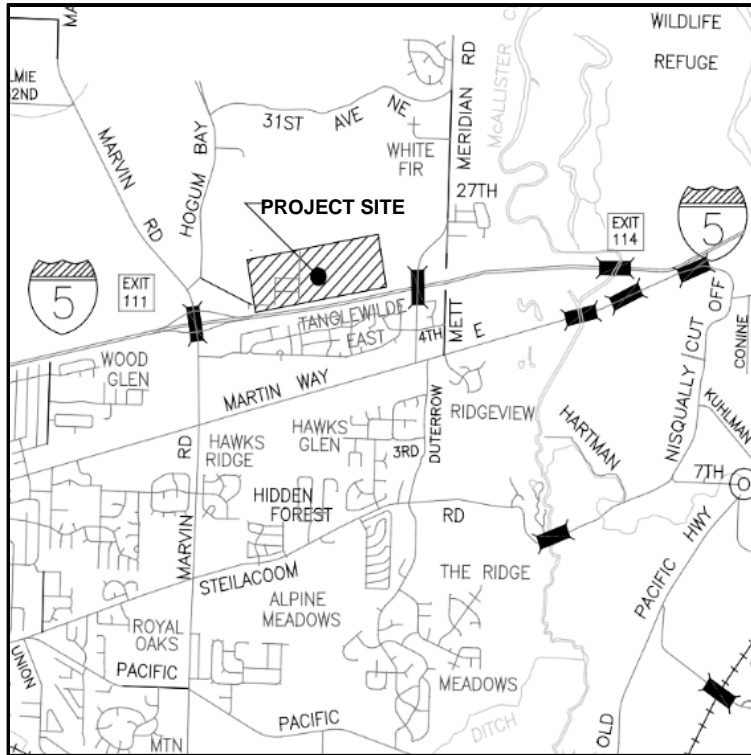 MA
WILDLIFE
REFUGE
MIE
2ND
MARVIN
RD
HOGUM BAY
31ST AVE NE
WHITE
FIR
MERIDIAN RD
McALLISTER C
27TH
PROJECT SITE
EXIT
114
5
EXIT
111
5
TANGLEWILDE
EAST
4TH
METT
E
WOOD
GLEN
MARTIN WAY
RIDGEVIEW
DUTERROW
NISQUALLY CUT OFF
CONINE
KUHLMAN
HAWKS
RIDGE
HAWKS
GLEN
3RD
HARTMAN
7TH
RD
MARVIN
HIDDEN
FOREST
STEILACOOM
RD
PACIFIC HWY
OLD
ROYAL
OAKS
ALPINE
MEADOWS
THE RIDGE
MEADOWS
UNION
PACIFIC
PACIFIC
DITCH
MTN